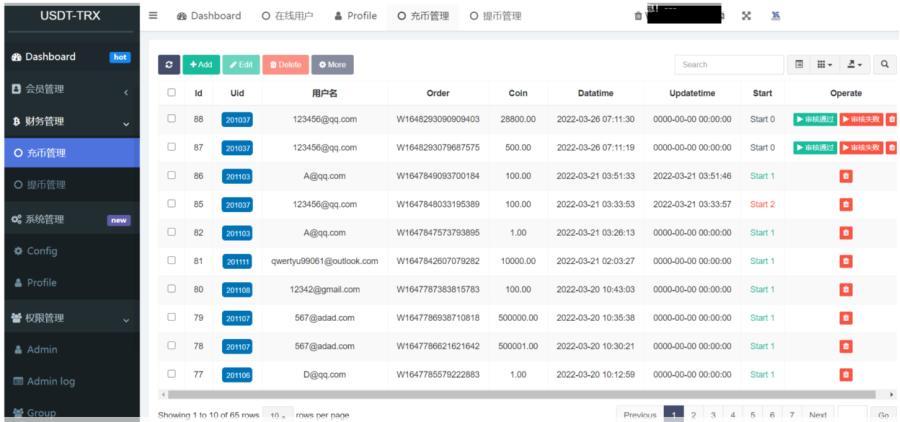 USDT-TRX
Dashboard 在线用户 Profile 充币管理 提币管理
Dashboard hot
会员管理
财务管理
充币管理
提币管理
系统管理 new
Config
Profile
权限管理
Admin
Admin log
Group
Add Edit Delete More Search
Id Uid 用户名 Order Coin Datatime Updatetime Start Operate
88 201037 123456@qq.com W1648293090909403 28800.00 2022-03-26 07:11:30 0000-00-00 00:00:00 Start 0 审核通过 审核失败
87 201037 123456@qq.com W1648293079687575 500.00 2022-03-26 07:11:19 0000-00-00 00:00:00 Start 0 审核通过 审核失败
86 201103 A@qq.com W1647849093700184 100.00 2022-03-21 03:51:33 2022-03-21 03:51:46 Start 1
85 201037 123456@qq.com W1647848033195389 100.00 2022-03-21 03:33:53 2022-03-21 03:33:57 Start 2
82 201103 A@qq.com W1647847573793895 1.00 2022-03-21 03:26:13 0000-00-00 00:00:00 Start 1
81 201111 qwertyu99061@outlook.com W1647842607079282 10000.00 2022-03-21 02:03:27 0000-00-00 00:00:00 Start 1
80 201108 12342@gmail.com W1647787383815783 100.00 2022-03-20 10:43:03 0000-00-00 00:00:00 Start 1
79 201107 567@adad.com W1647786938710818 500000.00 2022-03-20 10:35:38 0000-00-00 00:00:00 Start 1
78 201107 567@adad.com W1647786621621642 500001.00 2022-03-20 10:30:21 0000-00-00 00:00:00 Start 1
77 201106 D@qq.com W1647785579222883 1.00 2022-03-20 10:12:59 0000-00-00 00:00:00 Start 1
Showing 1 to 10 of 65 rows 10 rows per page Previous 1 2 3 4 5 6 7 Next Go